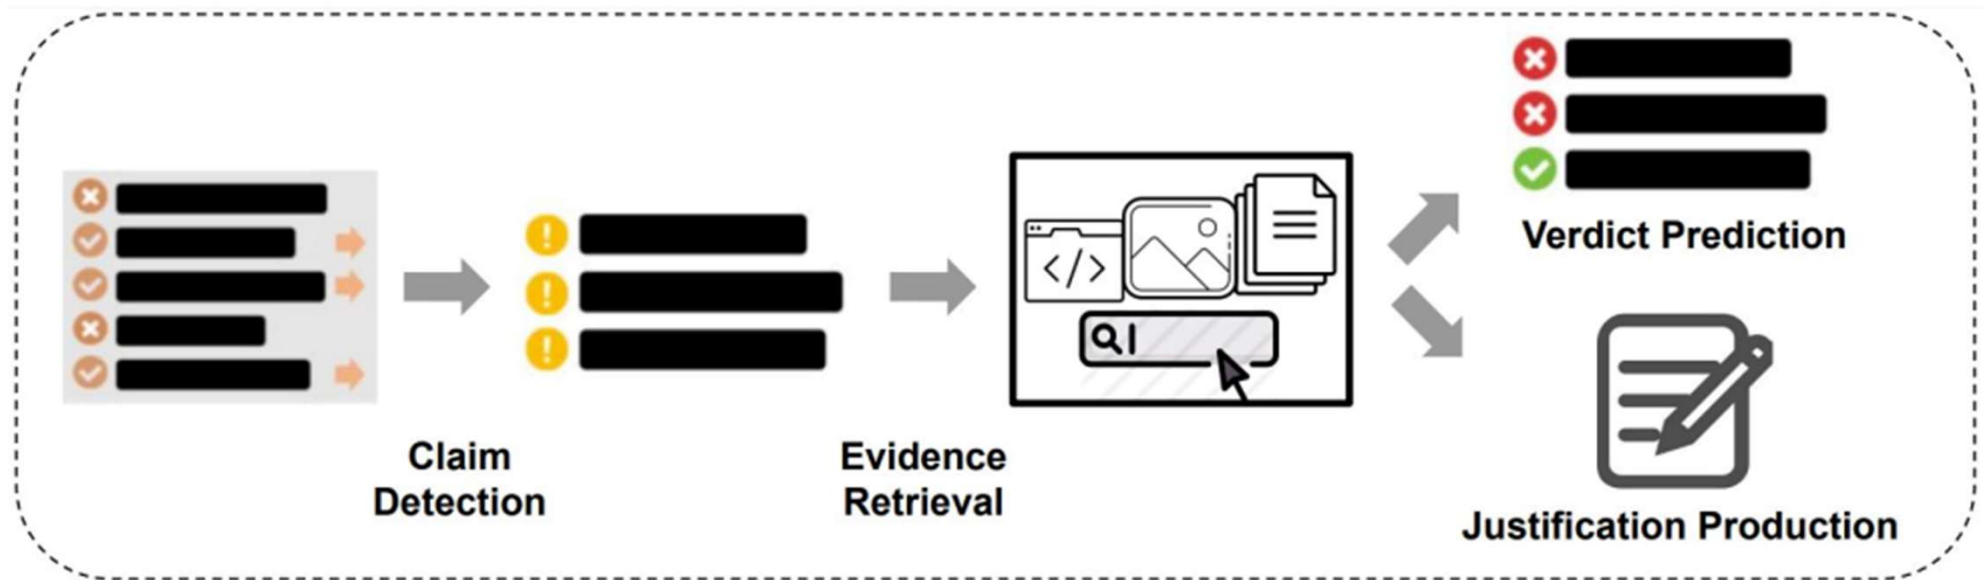 Claim
Detection
Evidence
Retrieval
</>
Verdict Prediction
Justification Production